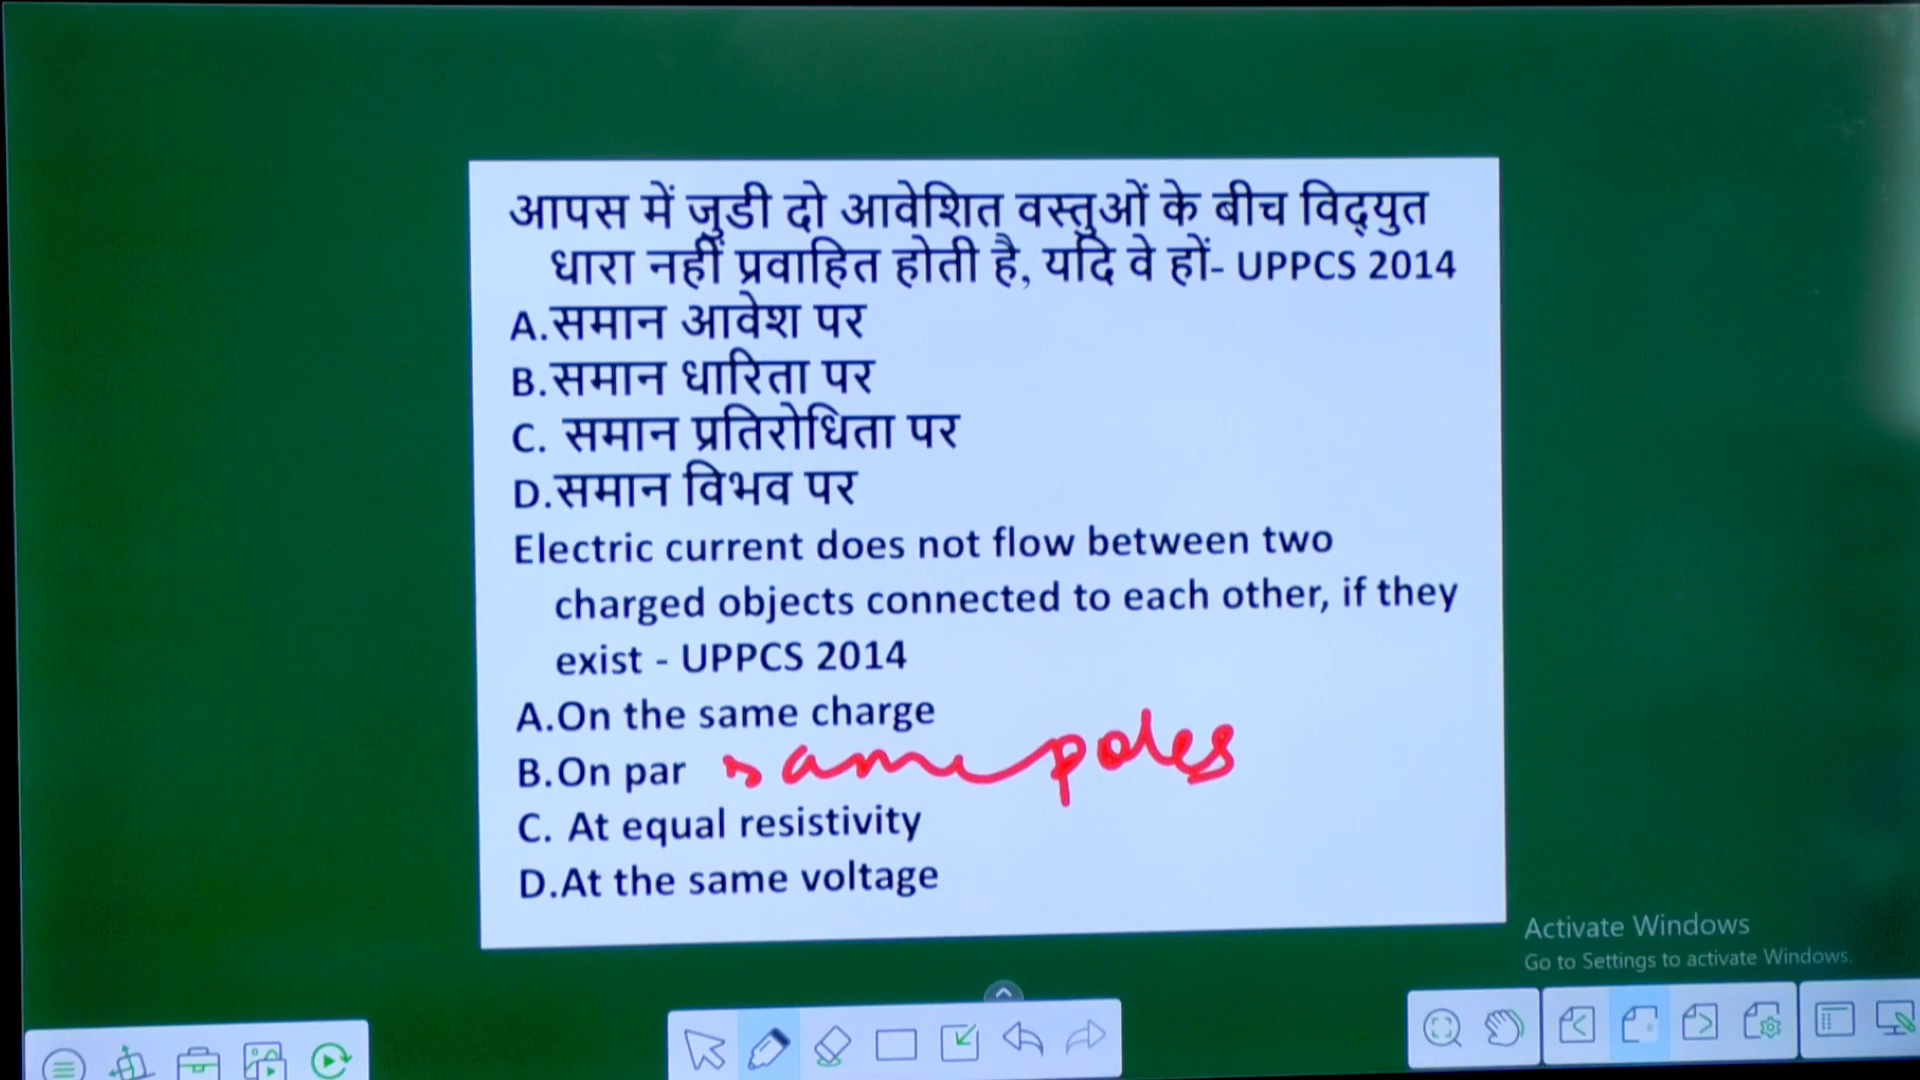 आपस में जुडी दो आवेशित वस्तुओं के बीच विद्युत
धारा नहीं प्रवाहित होती है, यदि वे हों- UPPCS 2014
A.समान आवेश पर
B.समान धारिता पर
C. समान प्रतिरोधिता पर
D.समान विभव पर
Electric current does not flow between two
charged objects connected to each other, if they
exist - UPPCS 2014
A.On the same charge
B.On par same poles
C. At equal resistivity
D.At the same voltage
Activate Windows
Go to Settings to activate Windows.